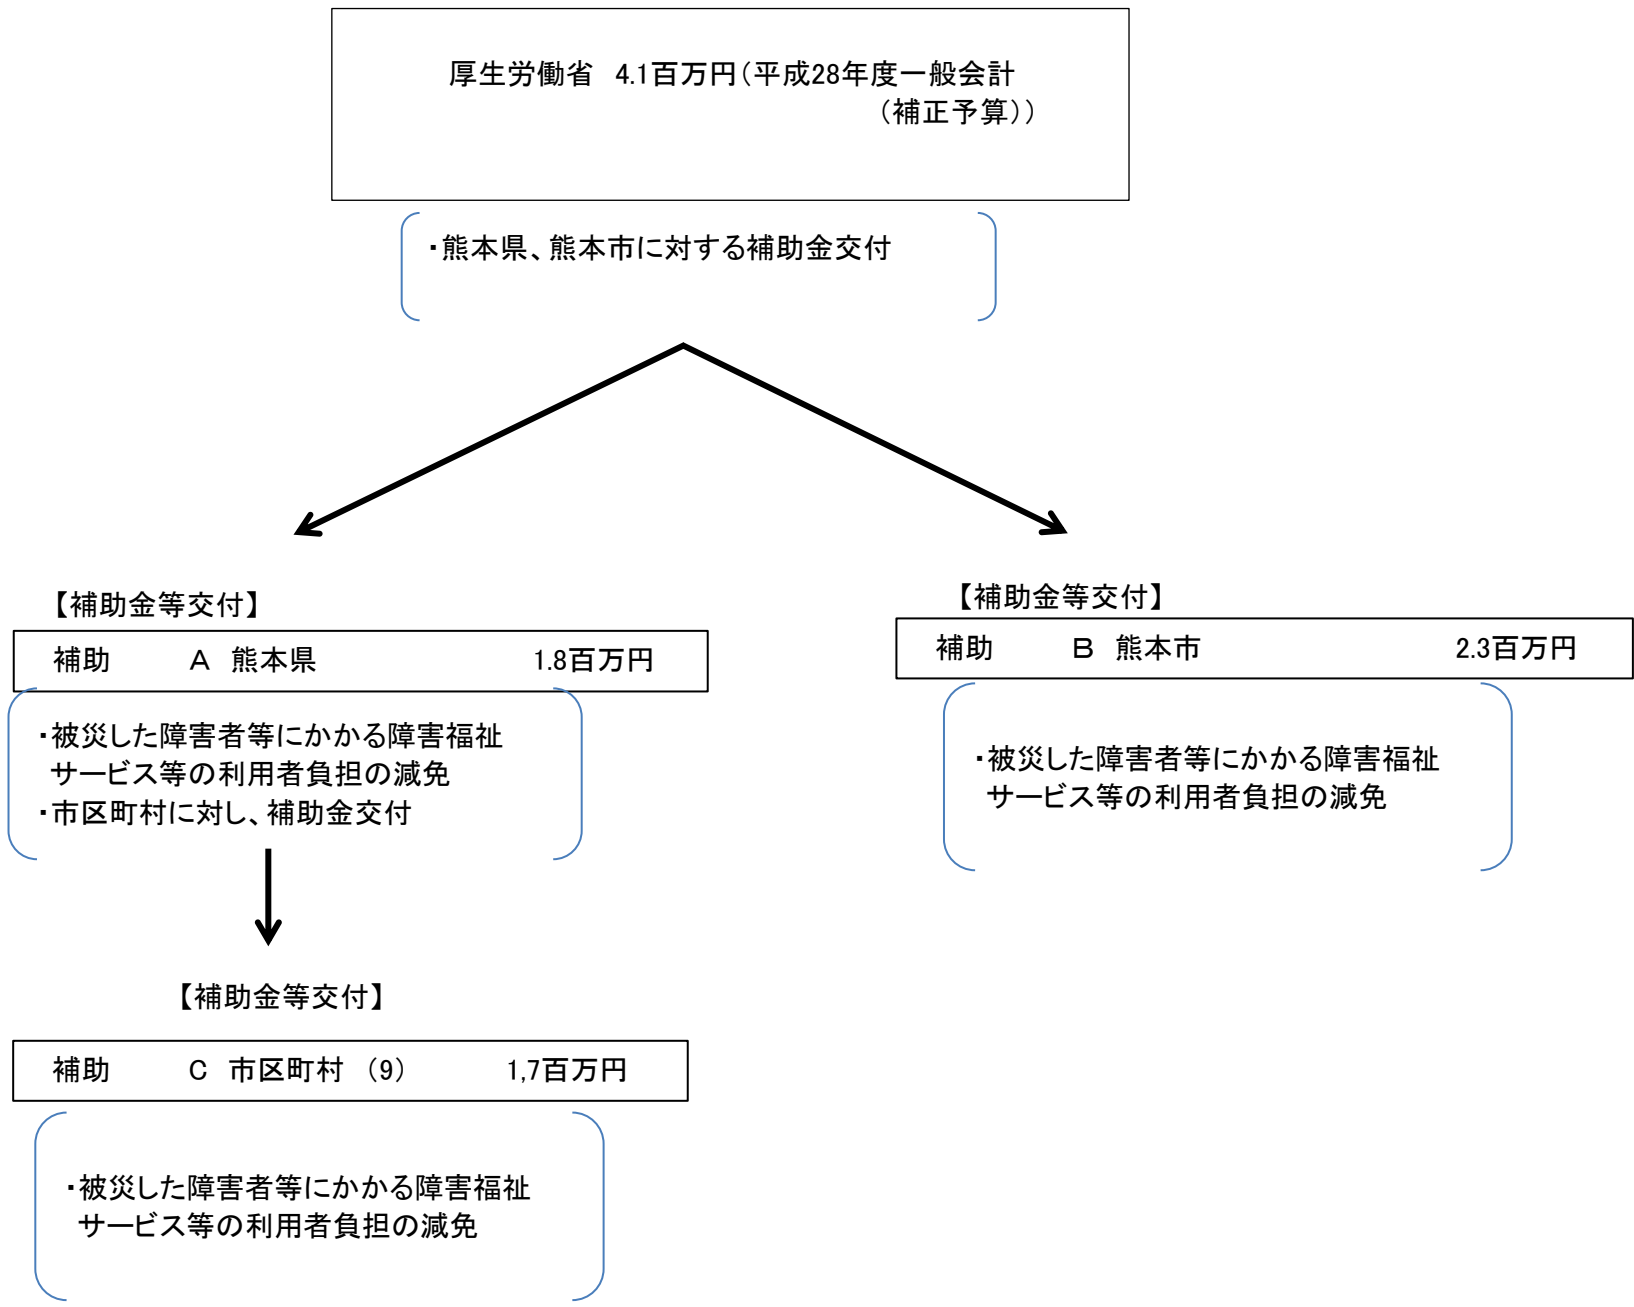 厚生労働省　4.1百万円（平成28年度一般会計
（補正予算））
・熊本県、熊本市に対する補助金交付
【補助金等交付】
補助　Ａ　熊本県　1.8百万円
・被災した障害者等にかかる障害福祉
サービス等の利用者負担の減免
・市区町村に対し、補助金交付
【補助金等交付】
補助　Ｂ　熊本市　2.3百万円
・被災した障害者等にかかる障害福祉
サービス等の利用者負担の減免
【補助金等交付】
補助　Ｃ　市区町村　（9）　1,7百万円
・被災した障害者等にかかる障害福祉
サービス等の利用者負担の減免